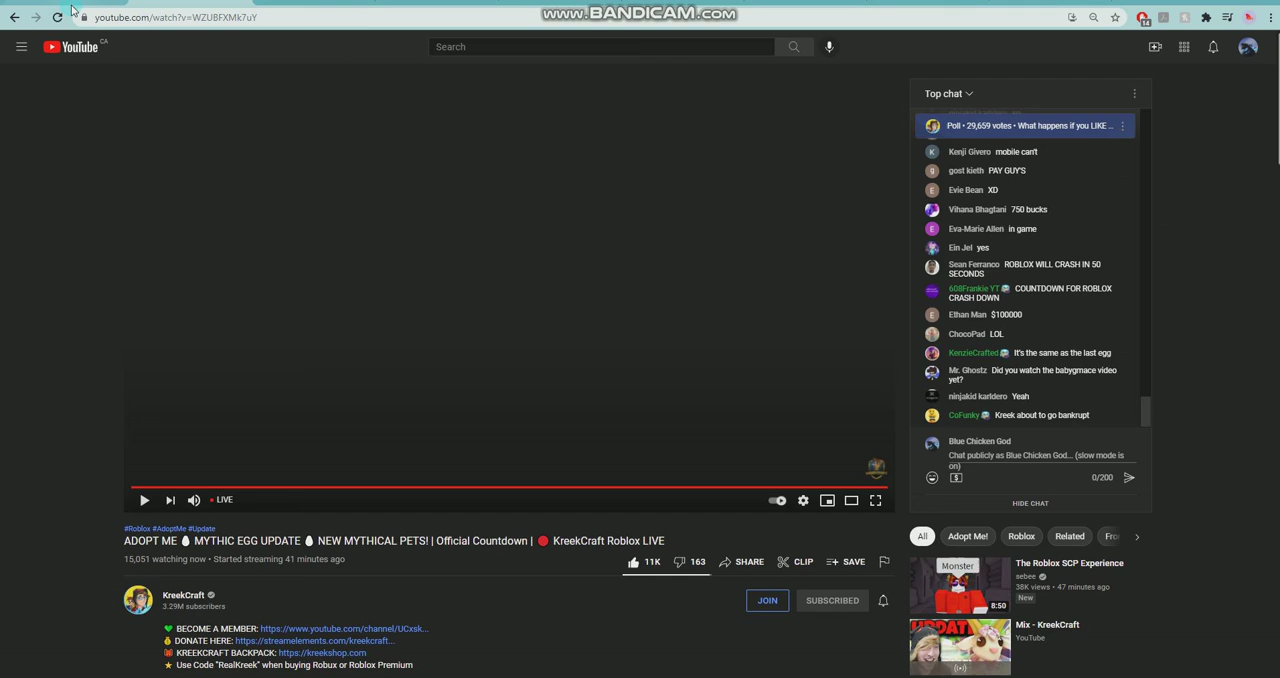 www.BANDICAM.com
youtube.com/watch?v=WZUBFXMk7uY
14
YouTube CA
Search
Top chat
Poll • 29,659 votes • What happens if you LIKE ...
K Kenji Givero mobile can't
g gost kieth PAY GUY'S
E Evie Bean XD
Vihana Bhagtani 750 bucks
E Eva-Marie Allen in game
Ein Jel yes
Sean Ferranco ROBLOX WILL CRASH IN 50
SECONDS
608Frankie YT COUNTDOWN FOR ROBLOX
CRASH DOWN
E Ethan Man $100000
ChocoPad LOL
KenzieCrafted It's the same as the last egg
Mr. Ghostz Did you watch the babygmace video
yet?
ninjakid karldero Yeah
CoFunky Kreek about to go bankrupt
Blue Chicken God
Chat publicly as Blue Chicken God... (slow mode is
on)
0/200
HIDE CHAT
LIVE
#Roblox #AdoptMe #Update
ADOPT ME 🥚 MYTHIC EGG UPDATE 🥚 NEW MYTHICAL PETS! | Official Countdown | 🔴 KreekCraft Roblox LIVE
15,051 watching now • Started streaming 41 minutes ago
11K 163 SHARE CLIP SAVE
KreekCraft
3.29M subscribers
JOIN SUBSCRIBED
💚 BECOME A MEMBER: https://www.youtube.com/channel/UCxsk...
💰 DONATE HERE: https://streamelements.com/kreekcraft...
🎒 KREEKCRAFT BACKPACK: https://kreekshop.com
⭐ Use Code "RealKreek" when buying Robux or Roblox Premium
All Adopt Me! Roblox Related Fro
Monster
8:50
The Roblox SCP Experience
sebee
38K views • 47 minutes ago
New
UPDATE
Mix - KreekCraft
YouTube